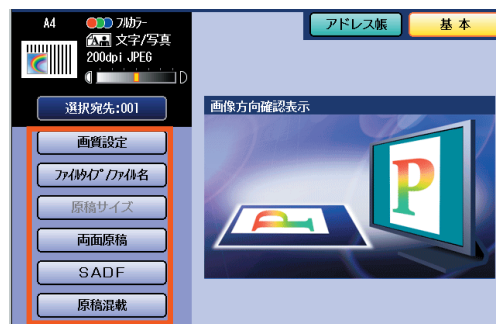 A4 フルカラー
文字/写真
200dpi JPEG
D
アドレス帳
基本
選択宛先:001
画像方向確認表示
画質設定
ファイルタイプ/ファイル名
原稿サイズ
両面原稿
SADF
原稿混載
P
P